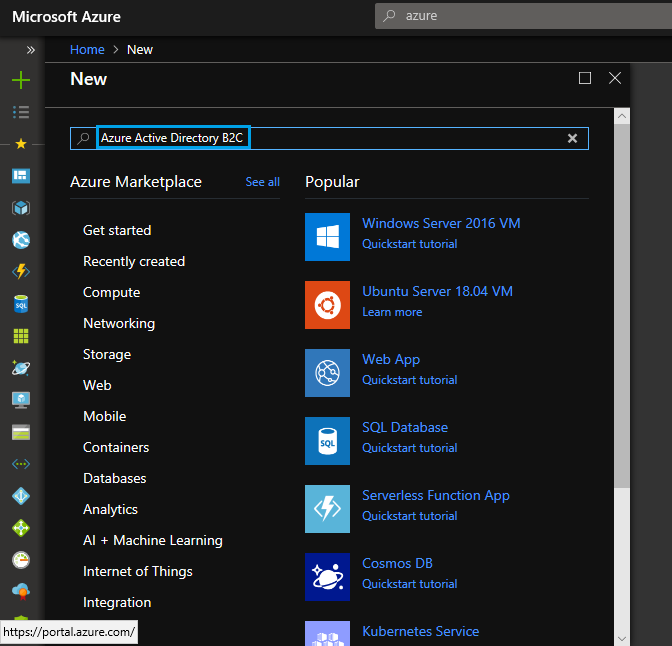 Microsoft Azure
azure
Home > New
New
Azure Active Directory B2C
Azure Marketplace
See all
Popular
Get started
Recently created
Compute
Networking
Storage
Web
Mobile
Containers
Databases
Analytics
AI + Machine Learning
Internet of Things
Integration
Windows Server 2016 VM
Quickstart tutorial
Ubuntu Server 18.04 VM
Learn more
Web App
Quickstart tutorial
SQL
SQL Database
Quickstart tutorial
Serverless Function App
Quickstart tutorial
Cosmos DB
Quickstart tutorial
Kubernetes Service
SQL
https://portal.azure.com/